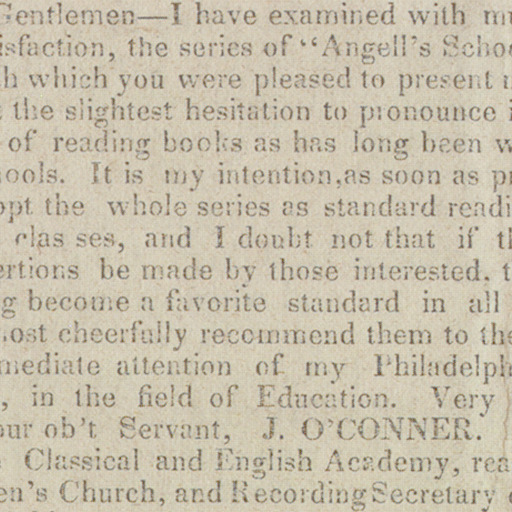 Gentlemen—I have examined with mu
isfaction, the series of "Angell's Schoo
h which you were pleased to present m
the slightest hesitation to pronounce i
of reading books as has long been w
ools. It is my intention, as soon as pr
opt the whole series as standard readi
clas ses, and I doubt not that if th
ertions be made by those interested. t
g become a favorite standard in all
ost cheerfully recommend them to the
mediate attention of my Philadelph
, in the field of Education. Very
our ob't Servant, J. O'CONNER.
Classical and English Academy, rea
en's Church, and Recording Secretary o